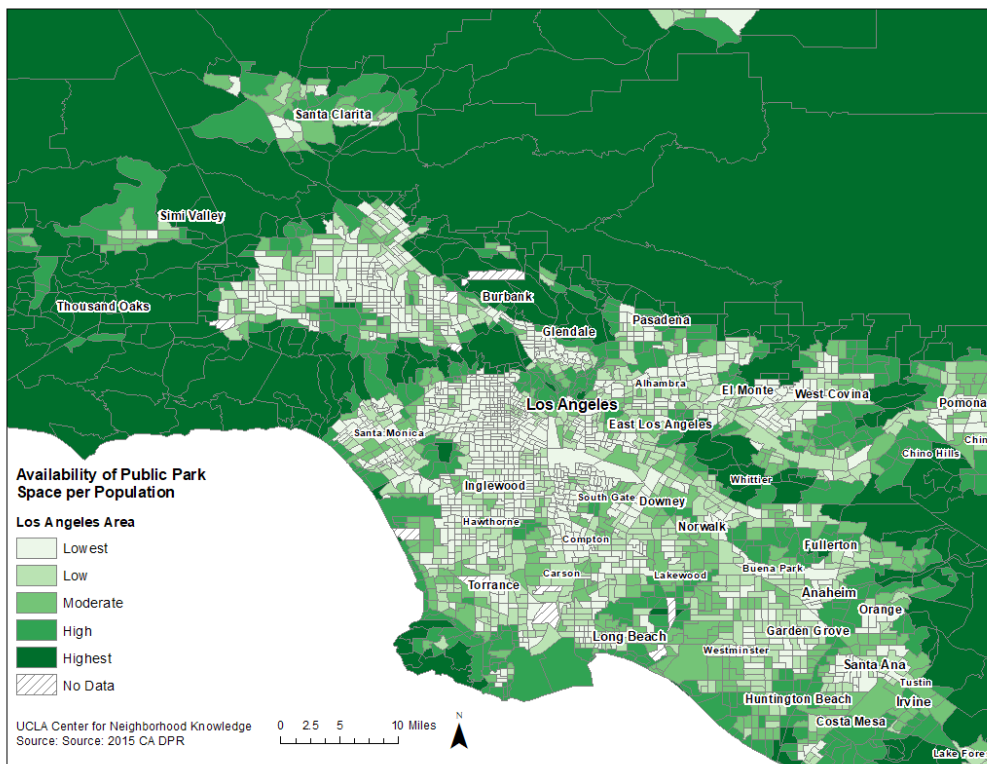 Santa Clarita
Simi Valley
Thousand Oaks
Burbank
Glendale
Pasadena
Alhambra
El Monte
West Covina
Pomona
Los Angeles
East Los Angeles
Santa Monica
Chin
Chino Hills
Whittier
Inglewood
South Gate
Downey
Hawthorne
Norwalk
Compton
Fullerton
Buena Park
Carson
Lakewood
Torrance
Anaheim
Orange
Long Beach
Garden Grove
Westminster
Santa Ana
Tustin
Huntington Beach
Irvine
Costa Mesa
Lake Fore
Availability of Public Park
Space per Population
Los Angeles Area
Lowest
Low
Moderate
High
Highest
No Data
UCLA Center for Neighborhood Knowledge
Source: Source: 2015 CA DPR
0 2.5 5 10 Miles
N